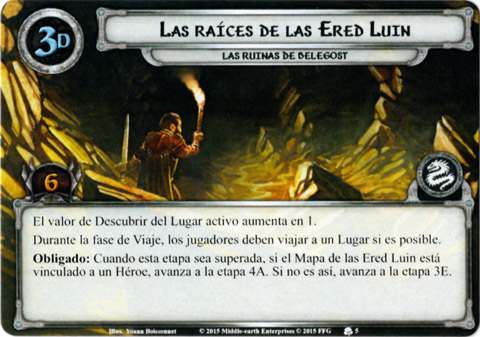 3D
LAS RAÍCES DE LAS ERED LUIN
LAS RUINAS DE BELEGOST
6
El valor de Descubrir del Lugar activo aumenta en 1.
Durante la fase de Viaje, los jugadores deben viajar a un Lugar si es posible.
Obligado: Cuando esta etapa sea superada, si el Mapa de las Ered Luin está
vinculado a un Héroe, avanza a la etapa 4A. Si no es así, avanza a la etapa 3E.
Illus. Yoann Boissonnet © 2015 Middle-earth Enterprises © 2015 FFG 5